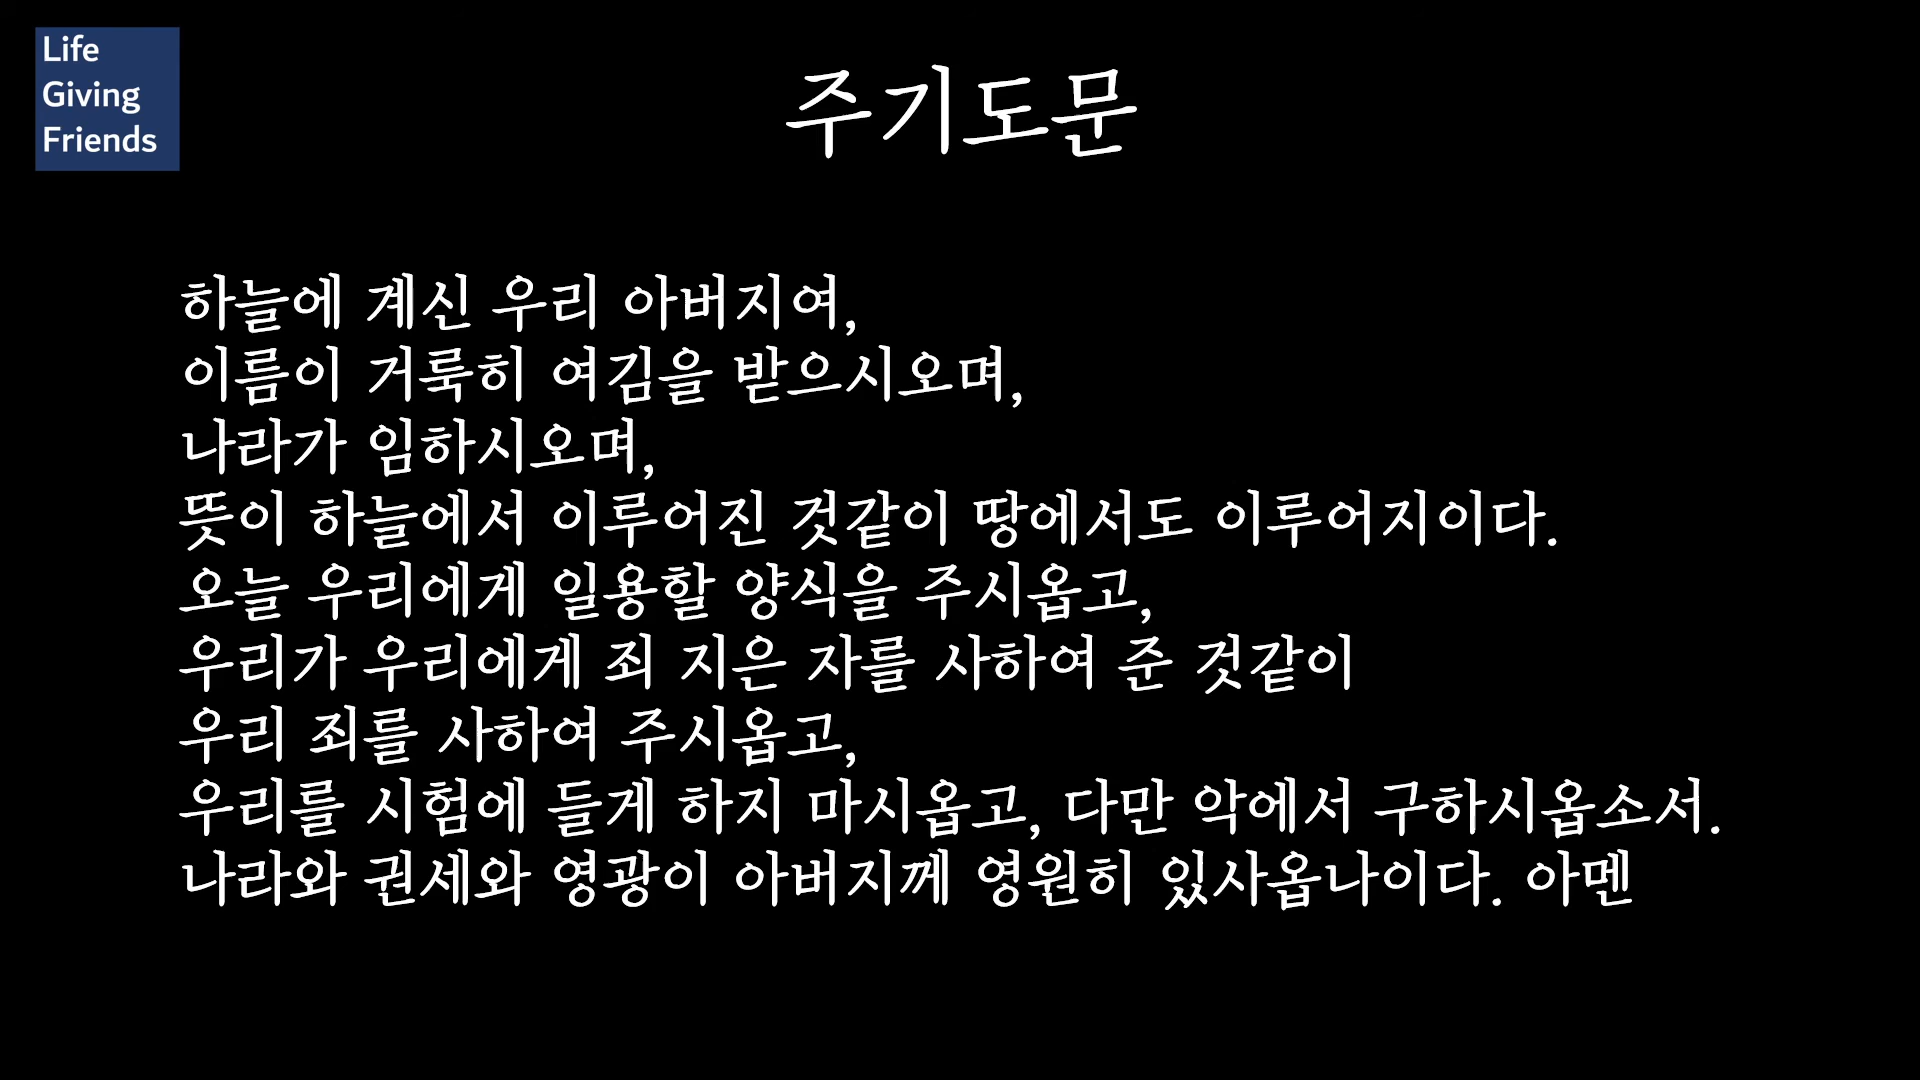 Life
Giving
Friends
주기도문
하늘에 계신 우리 아버지여,
이름이 거룩히 여김을 받으시오며,
나라가 임하시오며,
뜻이 하늘에서 이루어진 것같이 땅에서도 이루어지이다.
오늘 우리에게 일용할 양식을 주시옵고,
우리가 우리에게 죄 지은 자를 사하여 준 것같이
우리 죄를 사하여 주시옵고,
우리를 시험에 들게 하지 마시옵고, 다만 악에서 구하시옵소서.
나라와 권세와 영광이 아버지께 영원히 있사옵나이다. 아멘